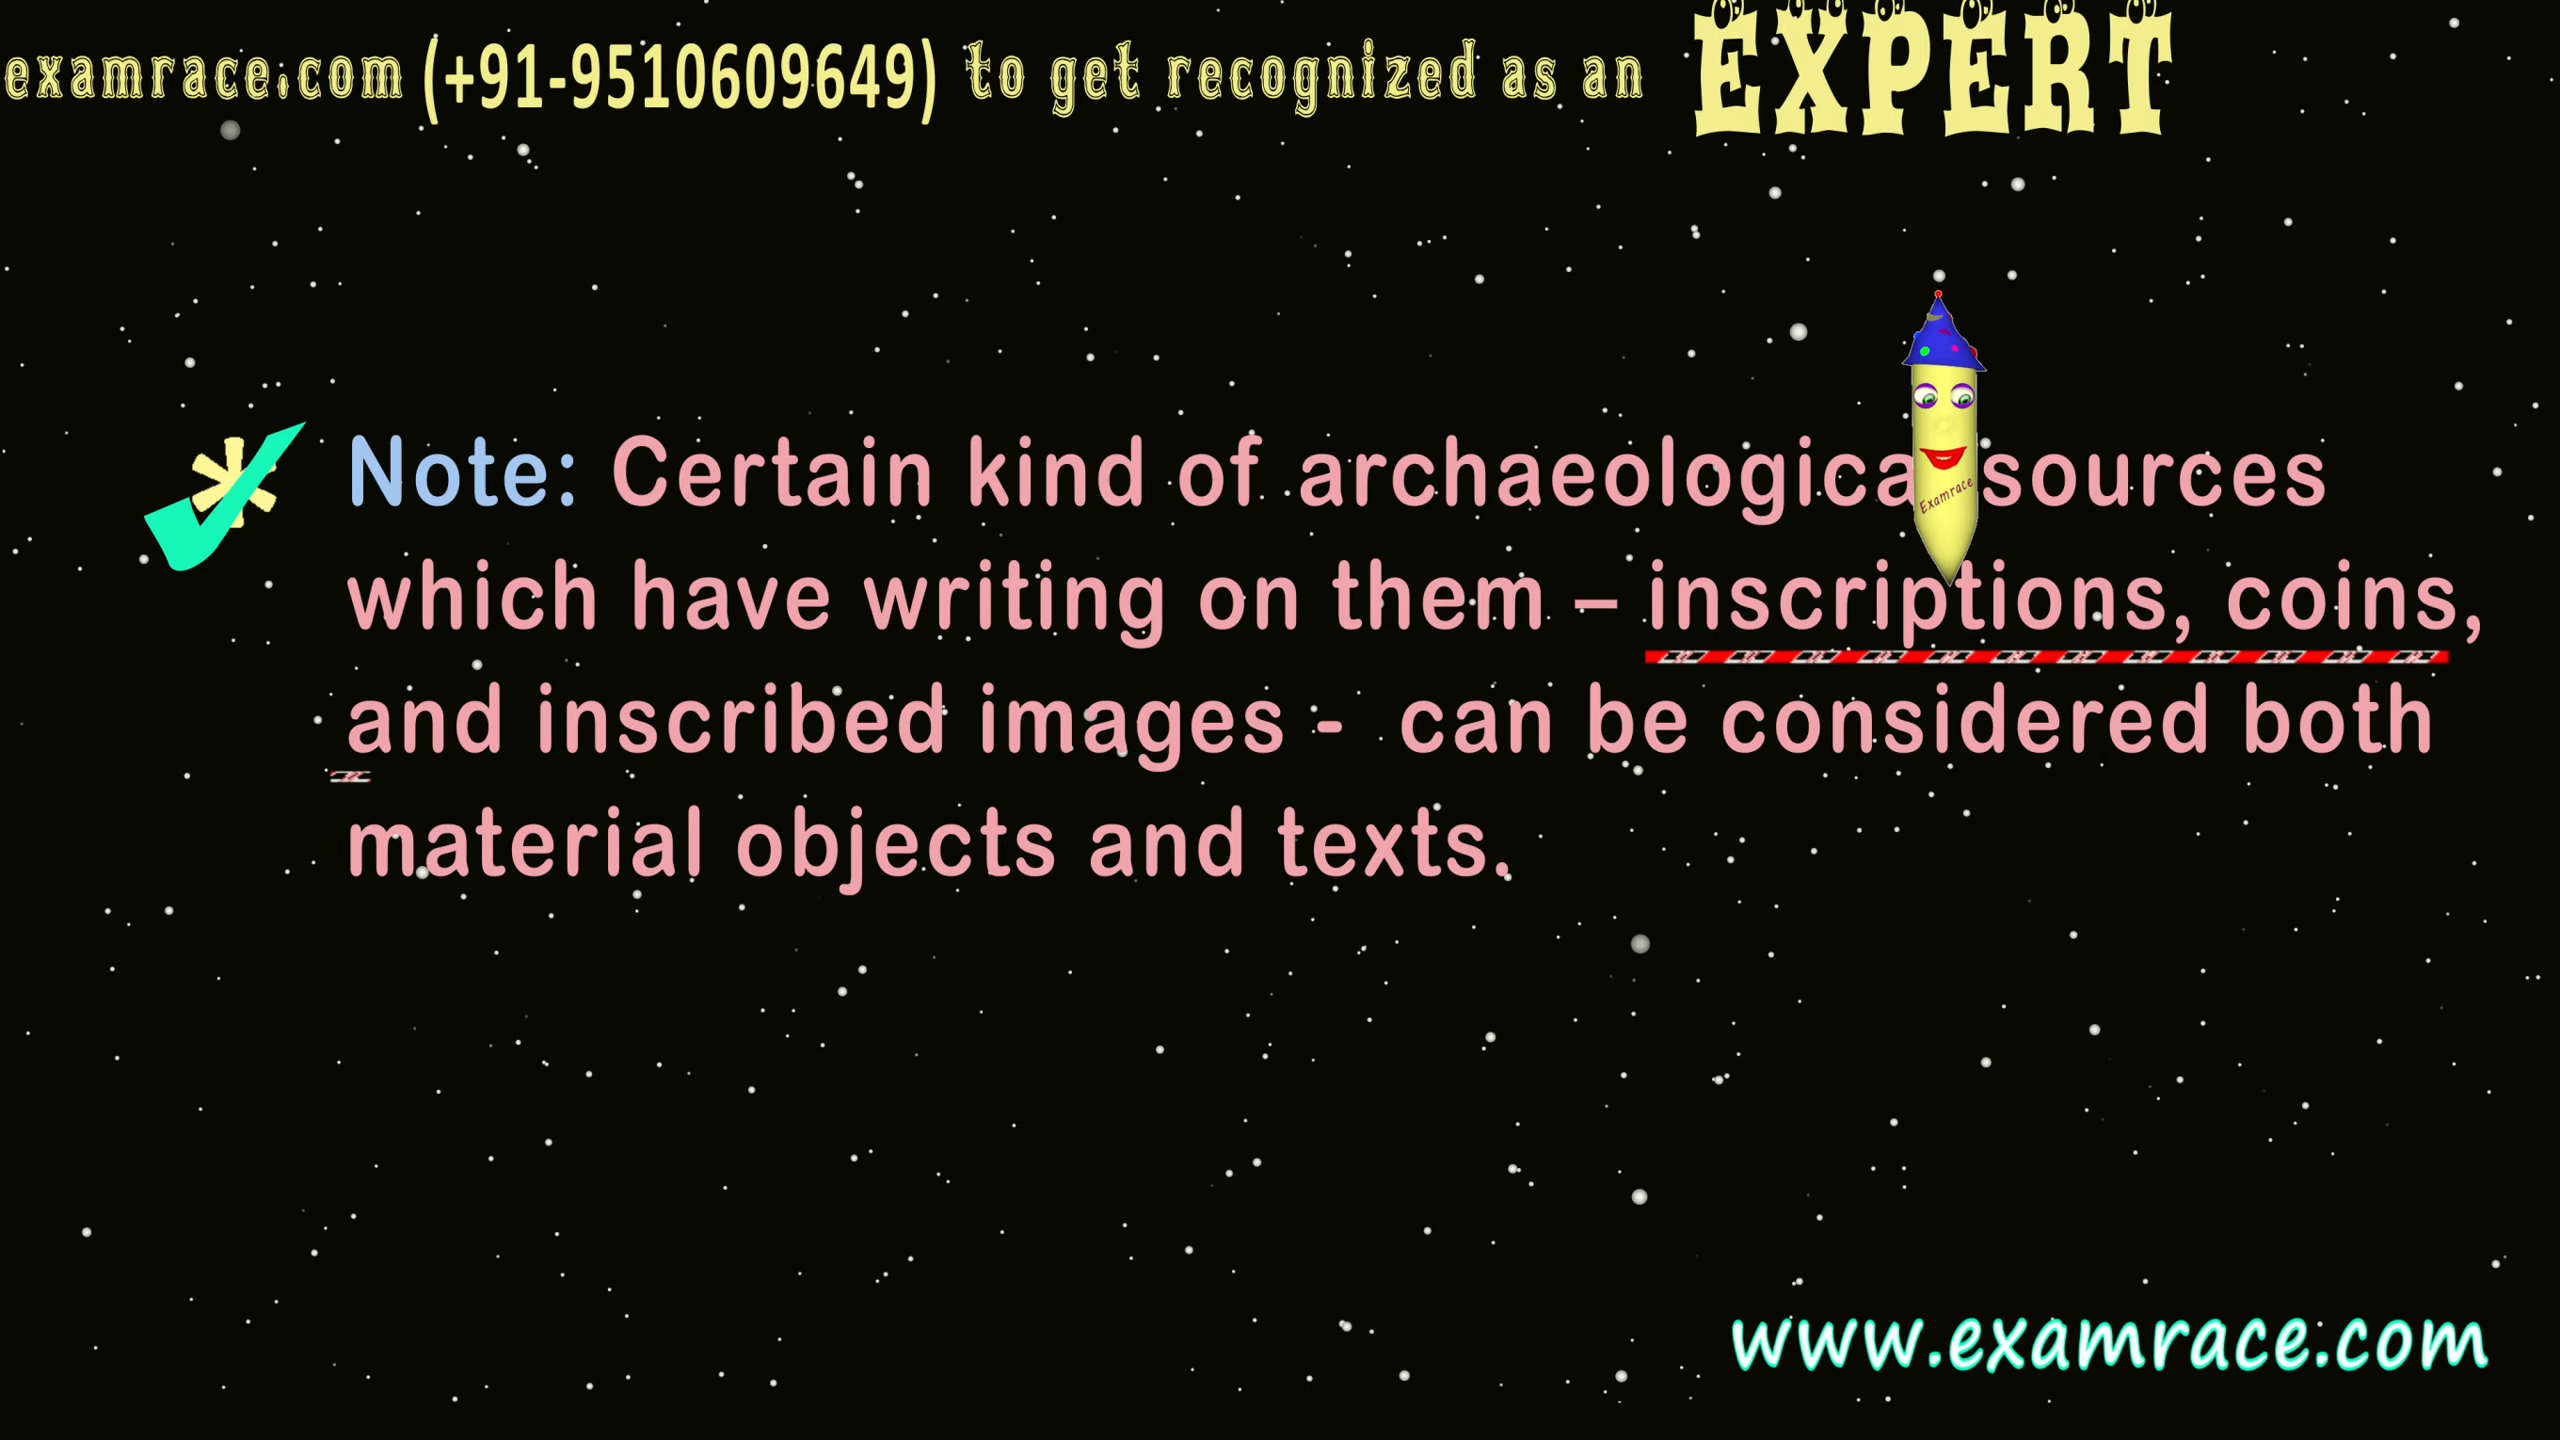 examrace.com (+91-9510609649) to get recognized as an EXPERT
Note: Certain kind of archaeological sources
which have writing on them – inscriptions, coins,
and inscribed images - can be considered both
material objects and texts.
Examrace
www.examrace.com